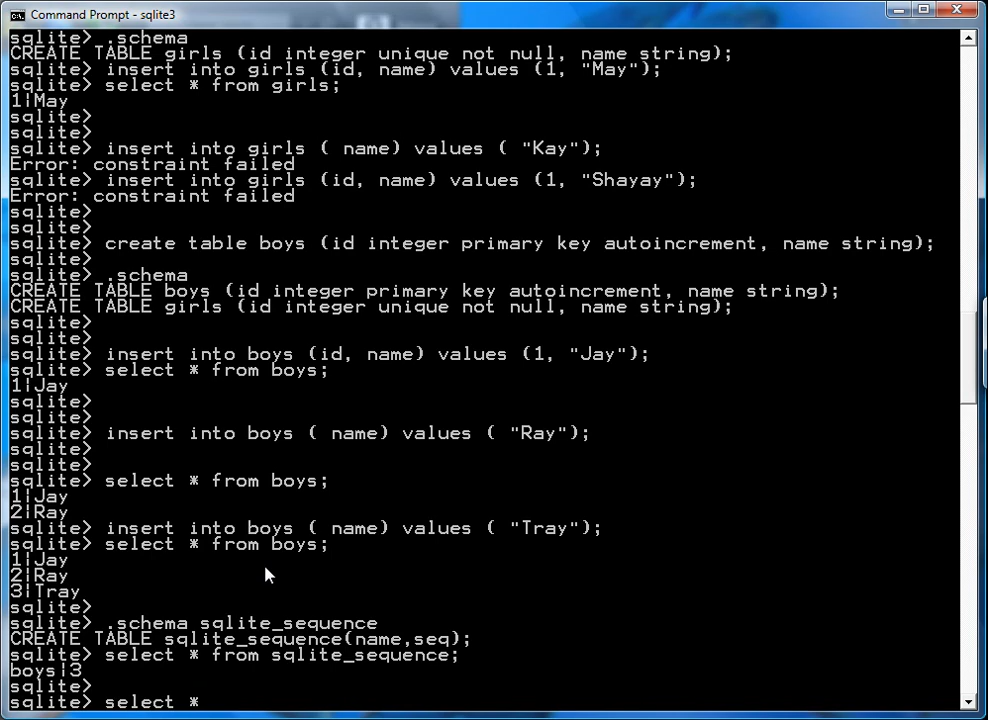 Command Prompt - sqlite3
sqlite> .schema
CREATE TABLE girls (id integer unique not null, name string);
sqlite> insert into girls (id, name) values (1, "May");
sqlite> select * from girls;
1|May
sqlite>
sqlite>
sqlite> insert into girls ( name) values ( "Kay");
Error: constraint failed
sqlite> insert into girls (id, name) values (1, "Shayay");
Error: constraint failed
sqlite>
sqlite>
sqlite> create table boys (id integer primary key autoincrement, name string);
sqlite>
sqlite> .schema
CREATE TABLE boys (id integer primary key autoincrement, name string);
CREATE TABLE girls (id integer unique not null, name string);
sqlite>
sqlite>
sqlite> insert into boys (id, name) values (1, "Jay");
sqlite> select * from boys;
1|Jay
sqlite>
sqlite>
sqlite> insert into boys ( name) values ( "Ray");
sqlite>
sqlite>
sqlite> select * from boys;
1|Jay
2|Ray
sqlite> insert into boys ( name) values ( "Tray");
sqlite> select * from boys;
1|Jay
2|Ray
3|Tray
sqlite>
sqlite> .schema sqlite_sequence
CREATE TABLE sqlite_sequence(name,seq);
sqlite> select * from sqlite_sequence;
boys|3
sqlite>
sqlite> select *